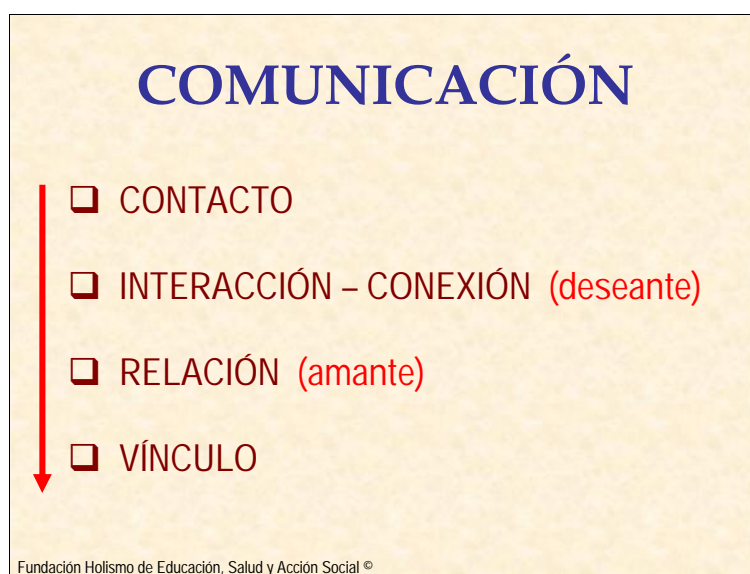 COMUNICACIÓN
❑ CONTACTO
❑ INTERACCIÓN – CONEXIÓN (deseante)
❑ RELACIÓN (amante)
❑ VÍNCULO
Fundación Holismo de Educación, Salud y Acción Social ©